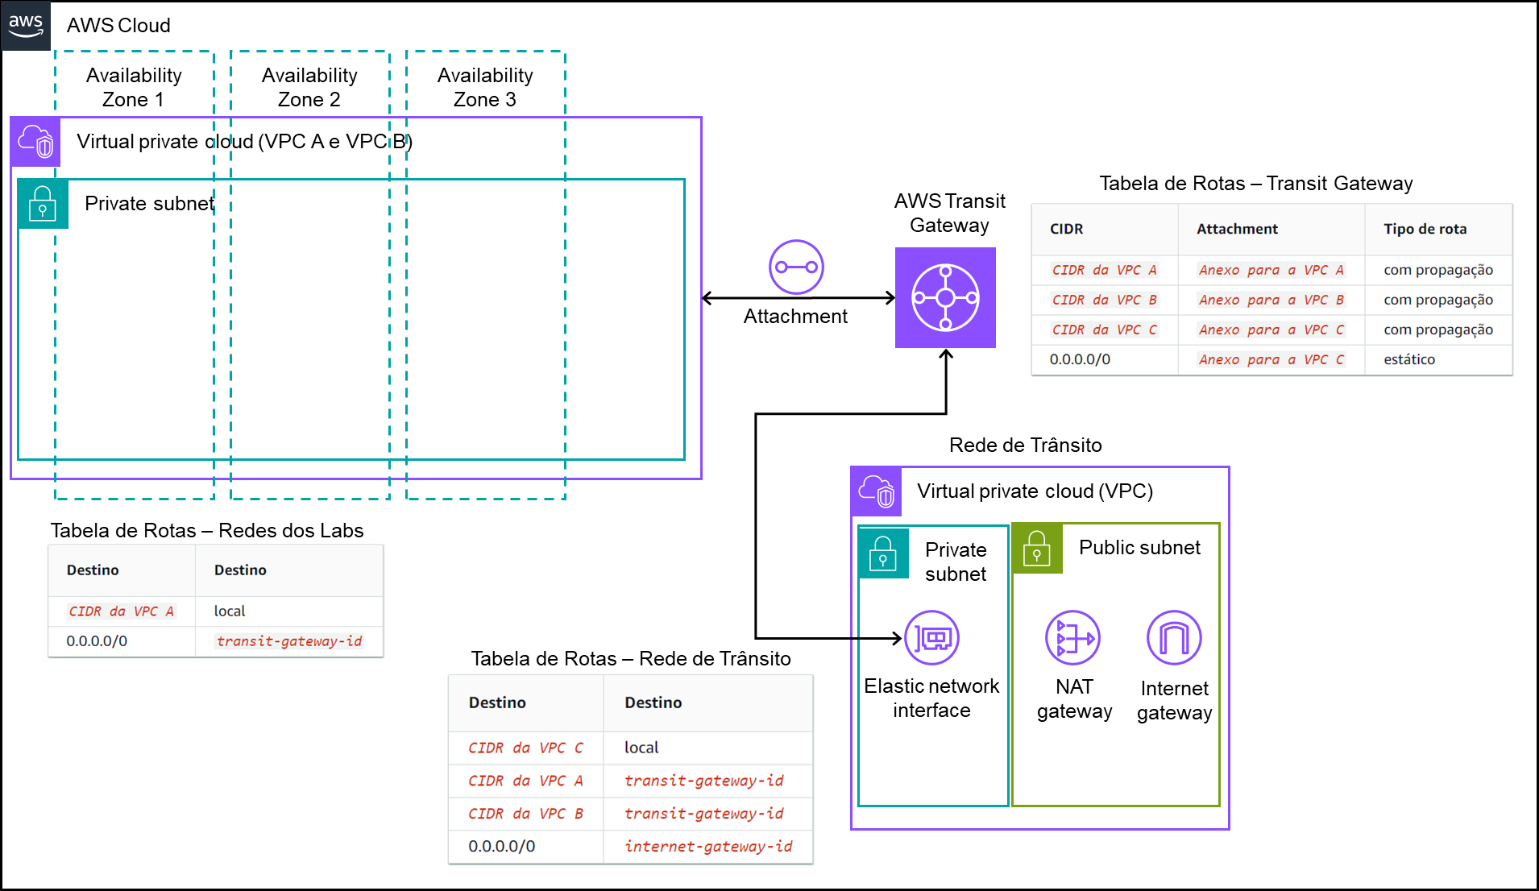 aws
AWS Cloud
Availability
Zone 1
Availability
Zone 2
Availability
Zone 3
Virtual private cloud (VPC A e VPC B)
Private subnet
AWS Transit
Gateway
Attachment
Tabela de Rotas – Transit Gateway
CIDR Attachment Tipo de rota
CIDR da VPC A Anexo para a VPC A com propagação
CIDR da VPC B Anexo para a VPC B com propagação
CIDR da VPC C Anexo para a VPC C com propagação
0.0.0.0/0 Anexo para a VPC C estático
Rede de Trânsito
Virtual private cloud (VPC)
Private
subnet
Public subnet
Elastic network
interface
NAT
gateway
Internet
gateway
Tabela de Rotas – Redes dos Labs
Destino Destino
CIDR da VPC A local
0.0.0.0/0 transit-gateway-id
Tabela de Rotas – Rede de Trânsito
Destino Destino
CIDR da VPC C local
CIDR da VPC A transit-gateway-id
CIDR da VPC B transit-gateway-id
0.0.0.0/0 internet-gateway-id